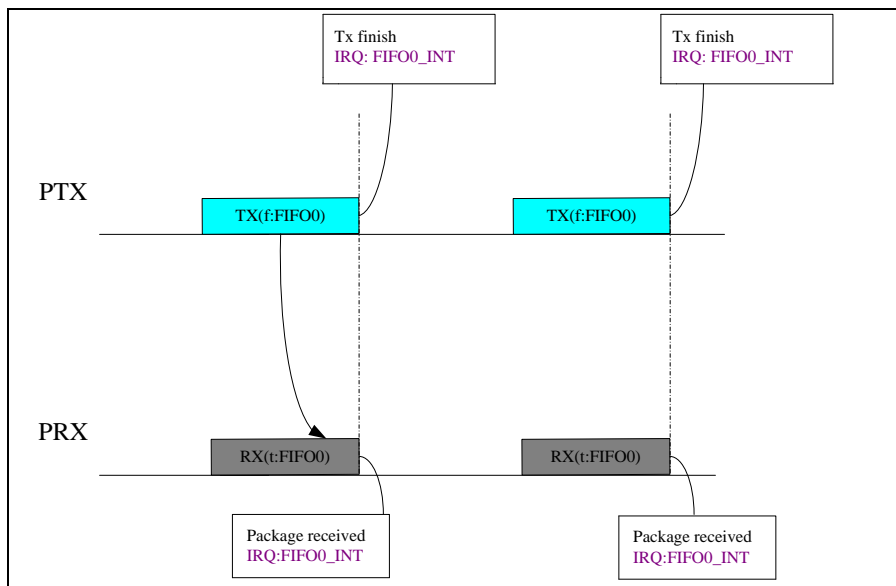 Tx finish
IRQ: FIFO0_INT
Tx finish
IRQ: FIFO0_INT
PTX
TX(f:FIFO0)
TX(f:FIFO0)
PRX
RX(t:FIFO0)
RX(t:FIFO0)
Package received
IRQ:FIFO0_INT
Package received
IRQ:FIFO0_INT